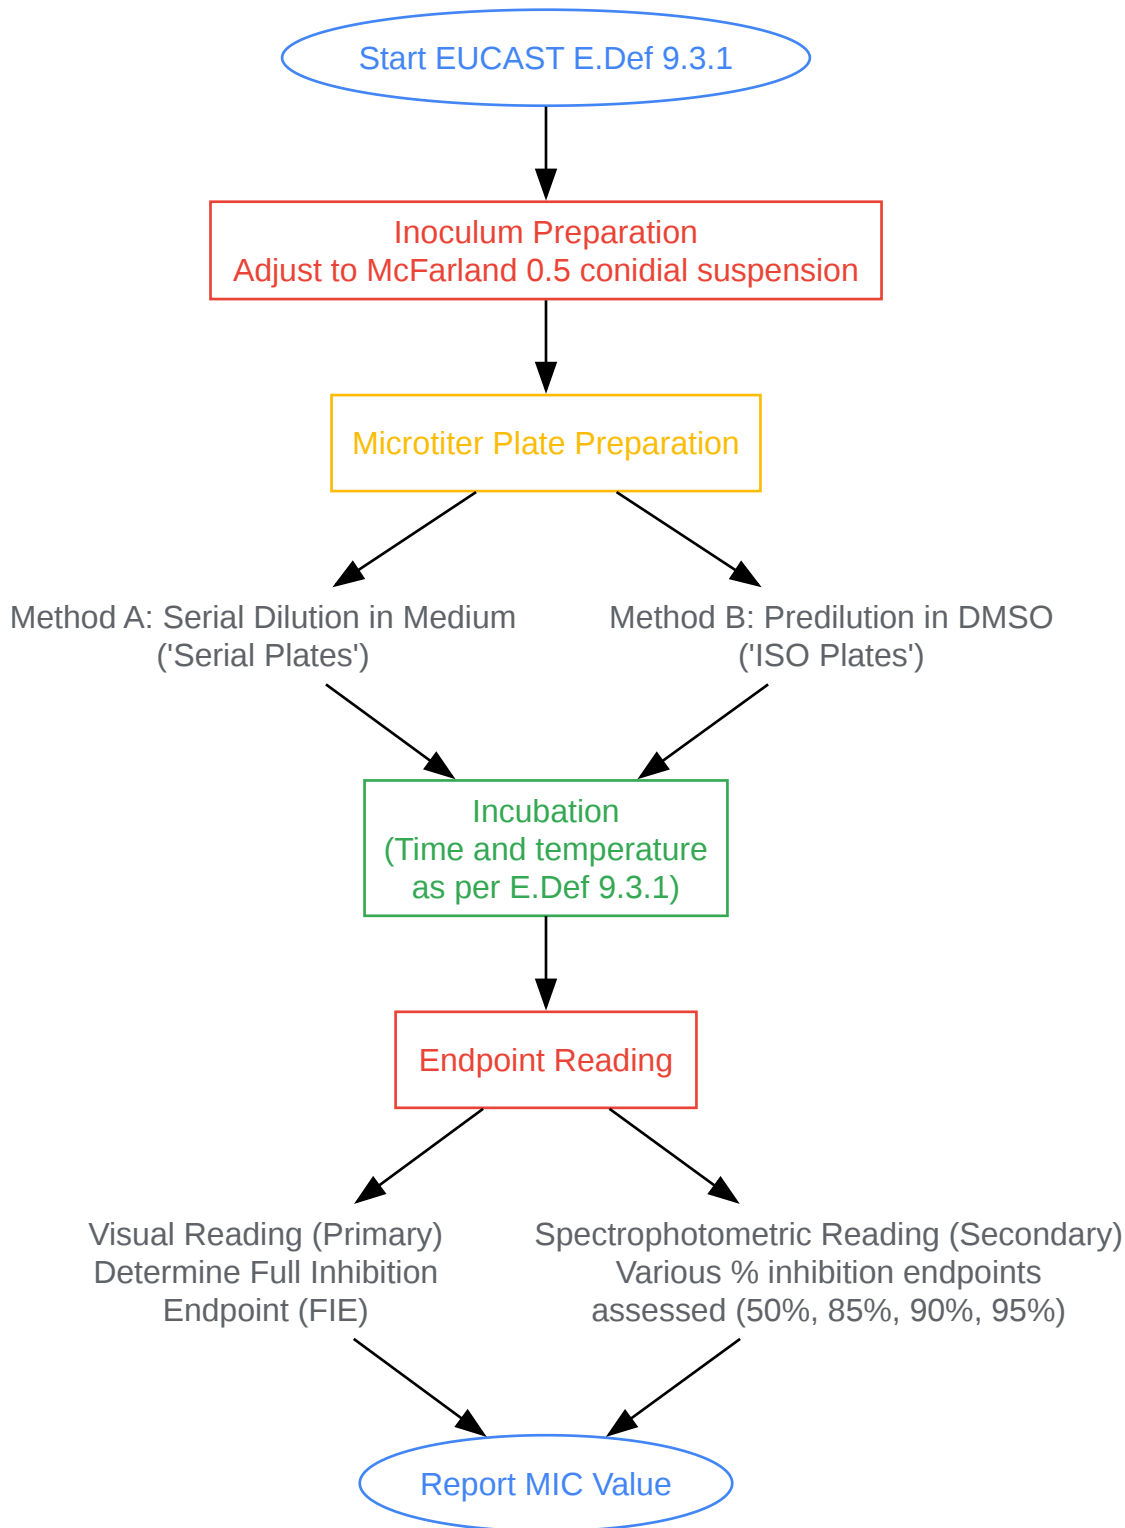 Start EUCAST E.Def 9.3.1
Inoculum Preparation
Adjust to McFarland 0.5 conidial suspension
Microtiter Plate Preparation
Method A: Serial Dilution in Medium
('Serial Plates')
Method B: Predilution in DMSO
('ISO Plates')
Incubation
(Time and temperature
as per E.Def 9.3.1)
Endpoint Reading
Visual Reading (Primary)
Determine Full Inhibition
Endpoint (FIE)
Spectrophotometric Reading (Secondary)
Various % inhibition endpoints
assessed (50%, 85%, 90%, 95%)
Report MIC Value